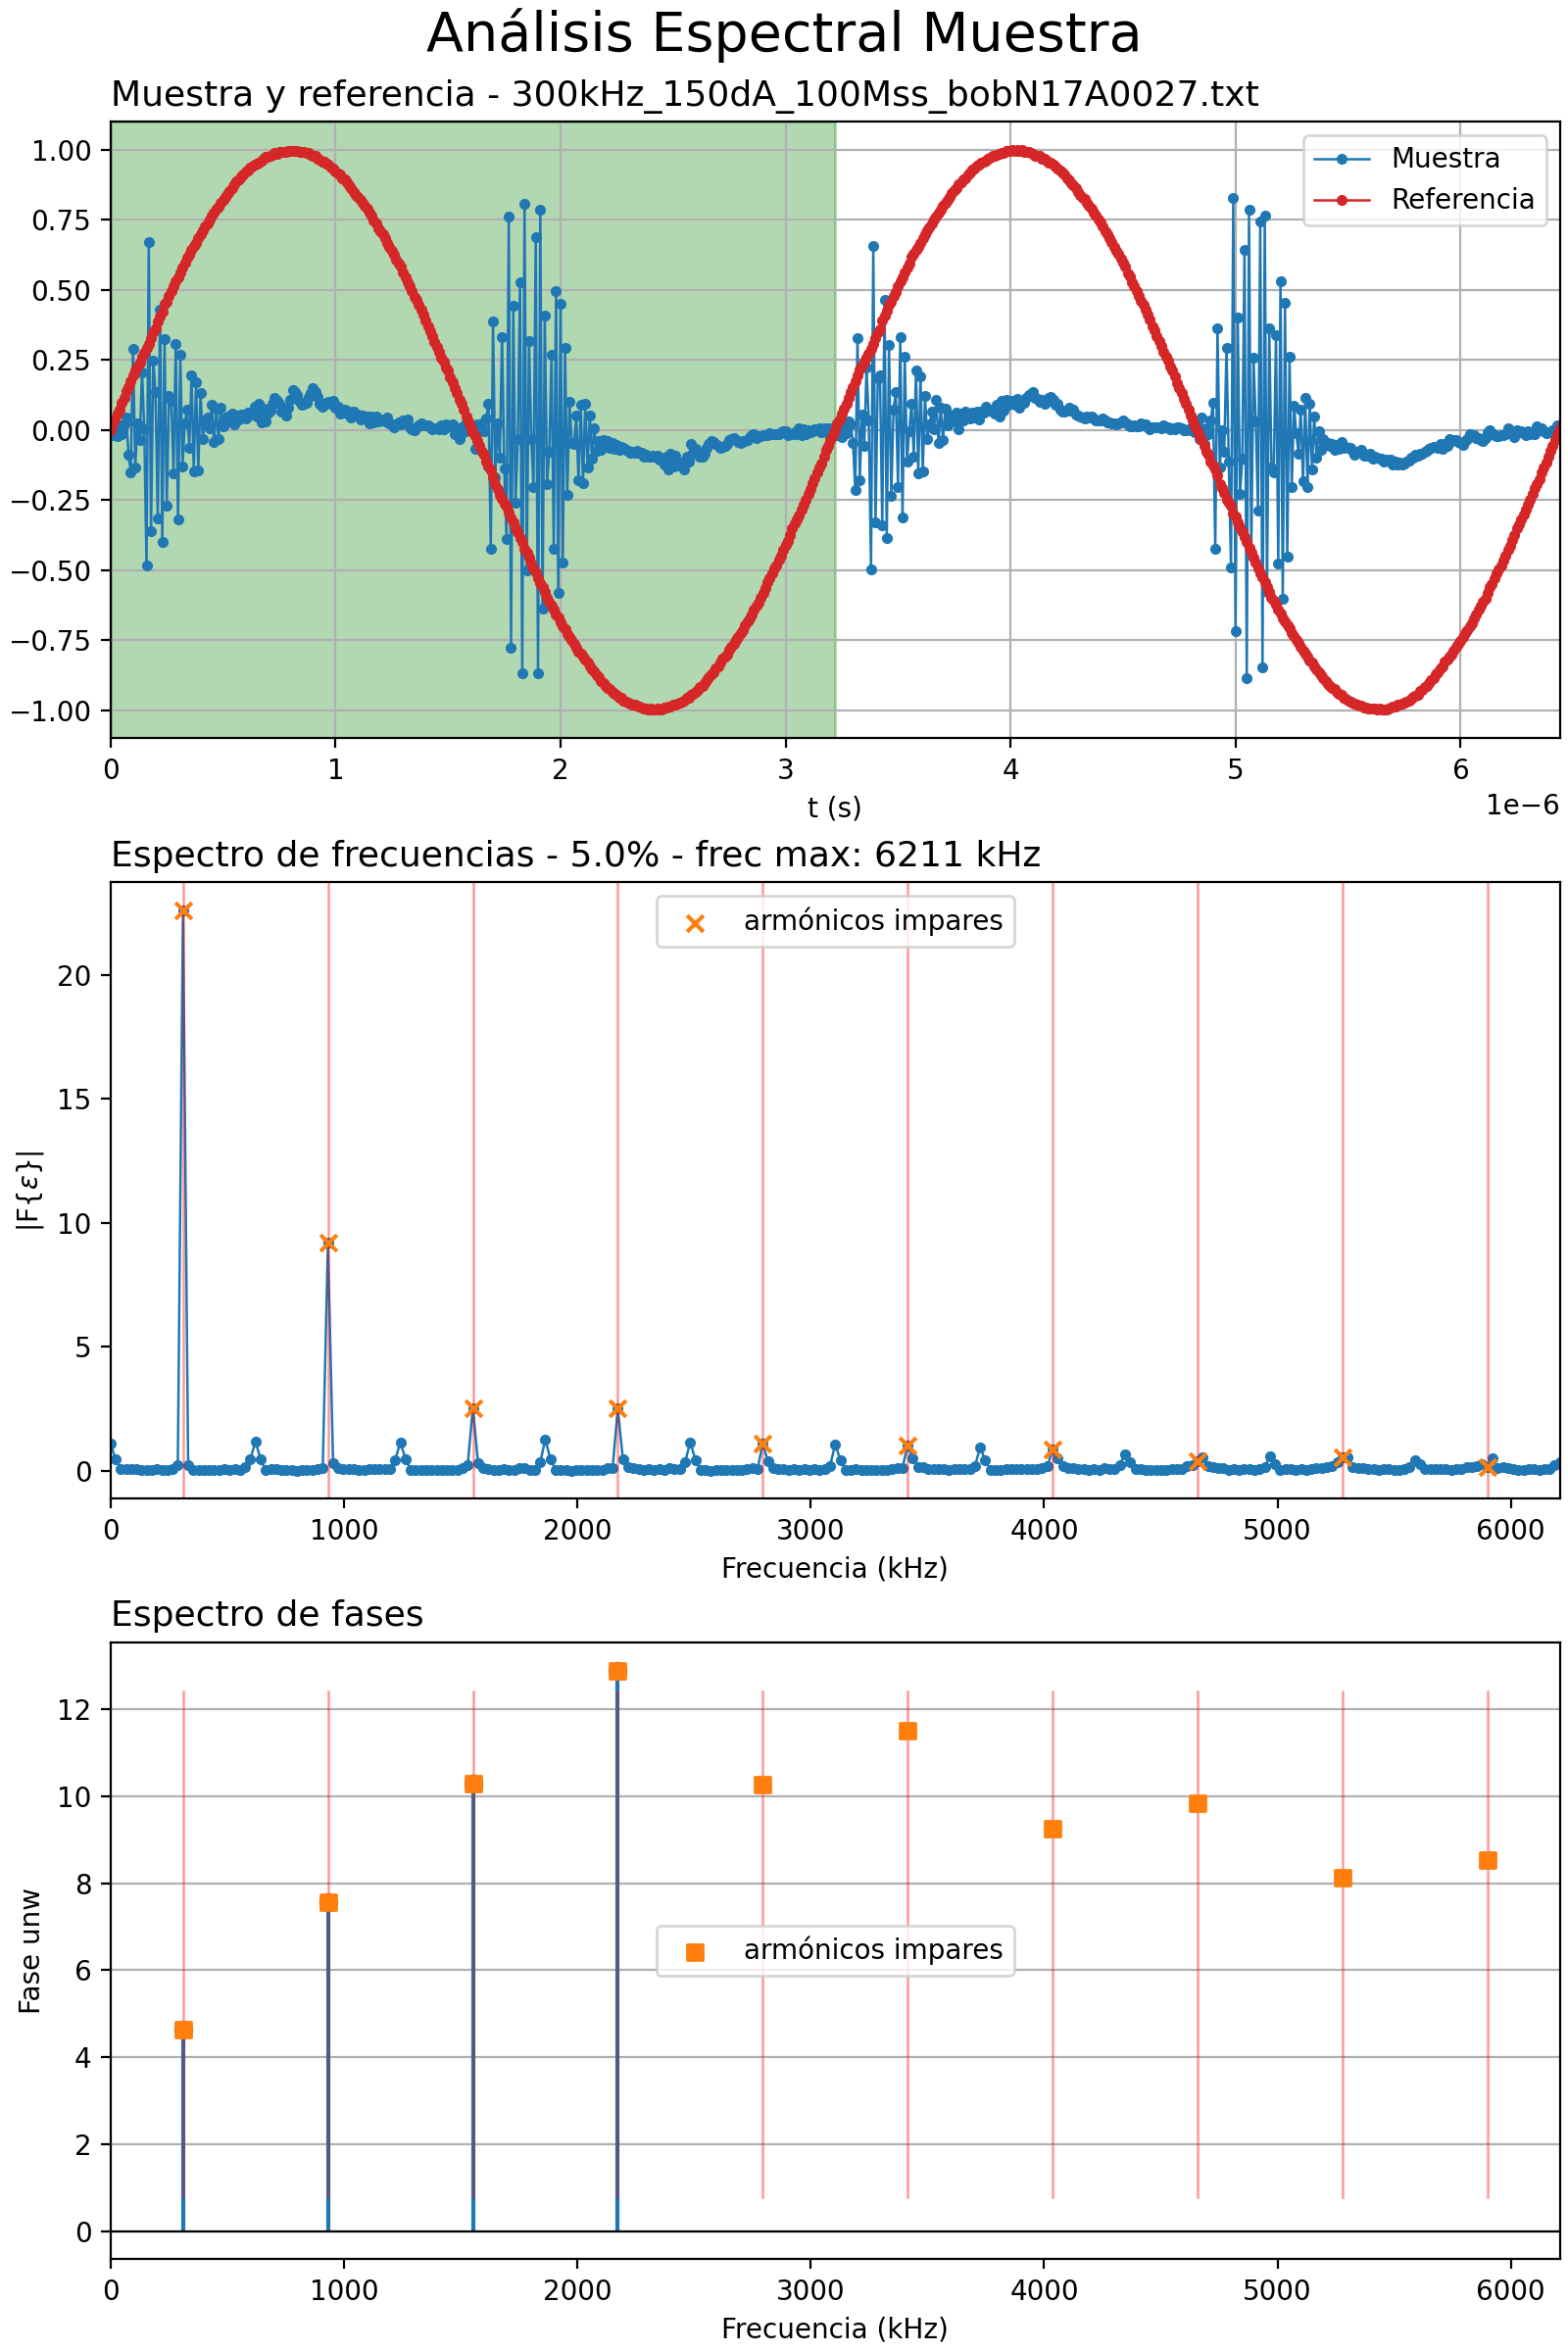 Análisis Espectral Muestra
Muestra y referencia - 300kHz_150dA_100Mss_bobN17A0027.txt
1.00
0.75
0.50
0.25
0.00
−0.25
−0.50
−0.75
−1.00
Muestra
Referencia
0 1 2 3 4 5 6
1e−6
t (s)
Espectro de frecuencias - 5.0% - frec max: 6211 kHz
armónicos impares
20
15
10
5
0
|F{ε}|
0 1000 2000 3000 4000 5000 6000
Frecuencia (kHz)
Espectro de fases
12
10
8
6
4
2
0
Fase unw
armónicos impares
0 1000 2000 3000 4000 5000 6000
Frecuencia (kHz)